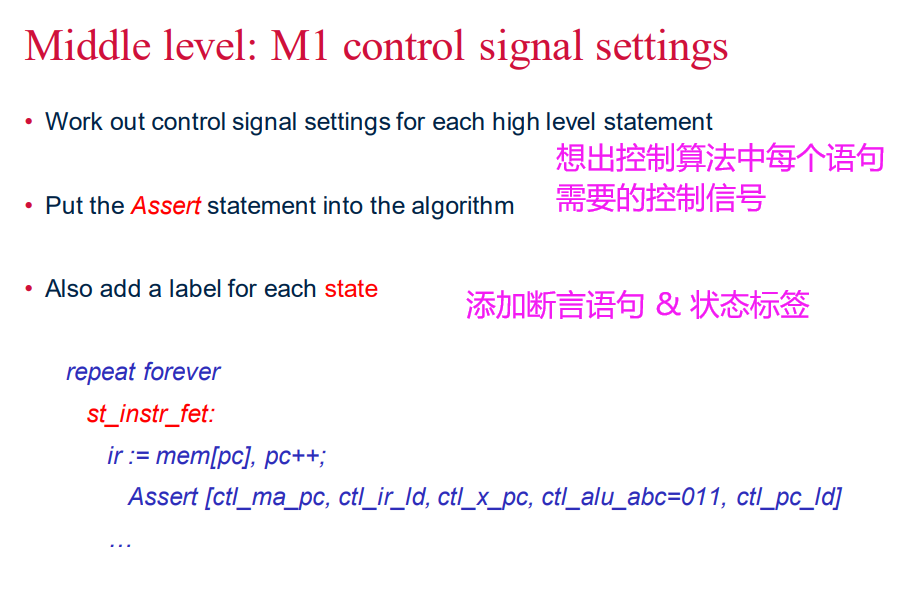 Middle level: M1 control signal settings
• Work out control signal settings for each high level statement
想出控制算法中每个语句
需要的控制信号
• Put the Assert statement into the algorithm
• Also add a label for each state
添加断言语句 & 状态标签
repeat forever
st_instr_fet:
ir := mem[pc], pc++;
Assert [ctl_ma_pc, ctl_ir_ld, ctl_x_pc, ctl_alu_abc=011, ctl_pc_ld]
…